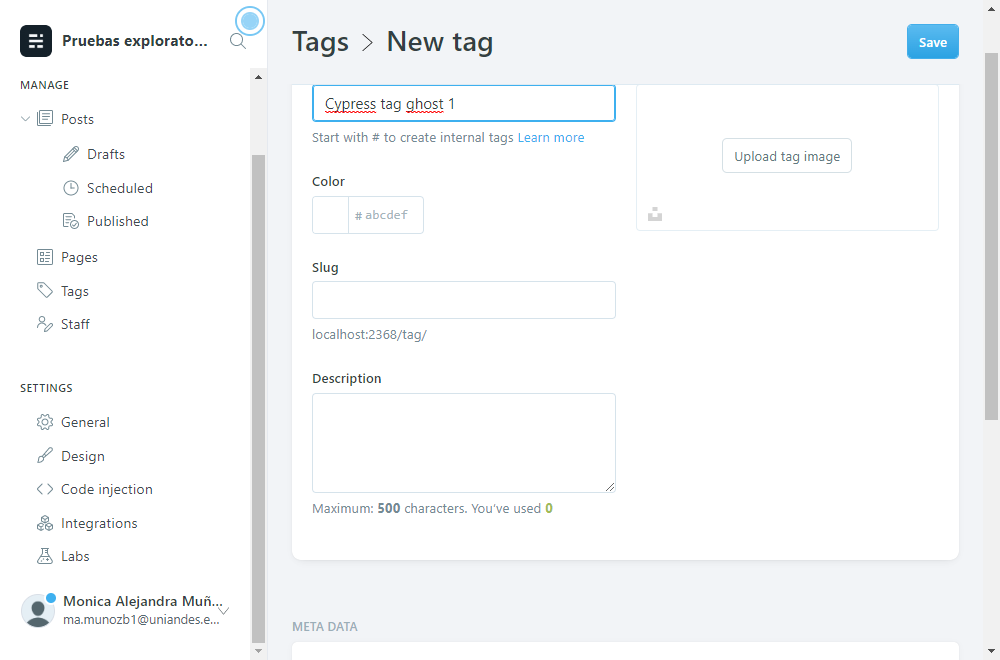 Pruebas explorato...
MANAGE
Posts
Drafts
Scheduled
Published
Pages
Tags
Staff
SETTINGS
General
Design
Code injection
Integrations
Labs
Monica Alejandra Muñ...
ma.munozb1@uniandes.e...
Tags > New tag
Save
Cypress tag ghost 1
Start with # to create internal tags Learn more
Upload tag image
Color
# abcdef
Slug
localhost:2368/tag/
Description
Maximum: 500 characters. You've used 0
META DATA